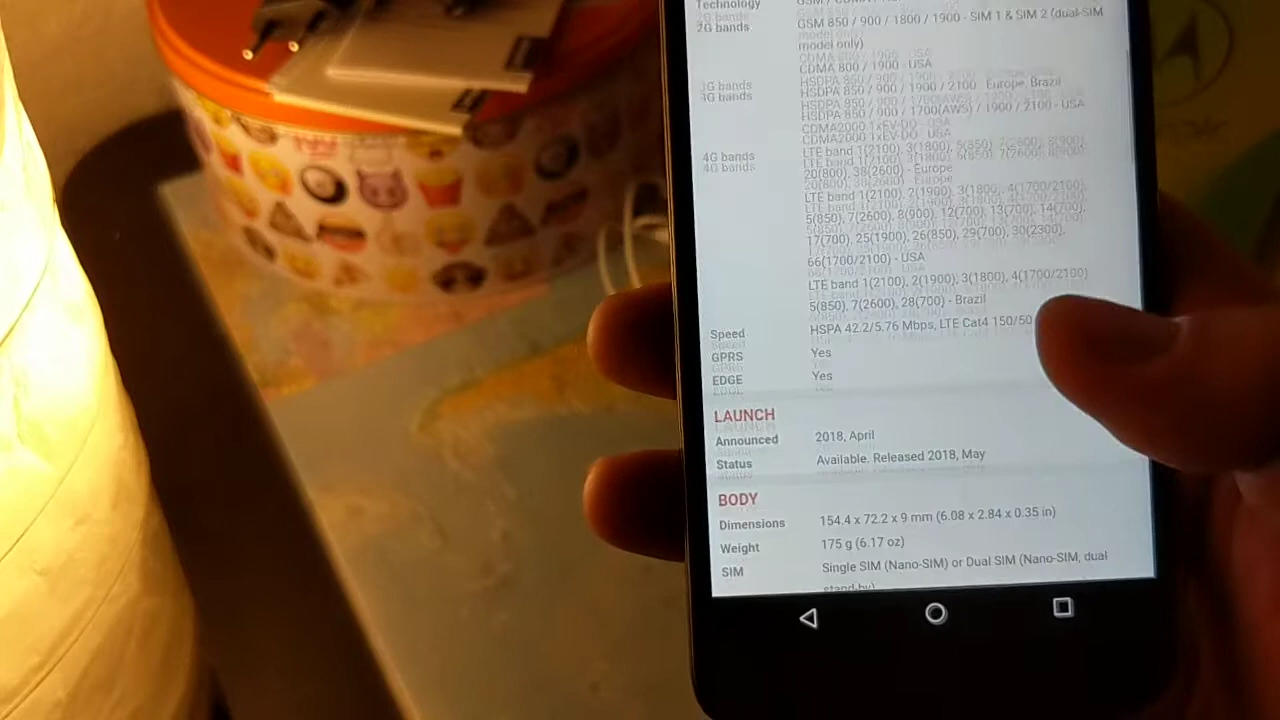 Technology
2G bands
GSM 850 / 900 / 1800 / 1900 - SIM 1 & SIM 2 (dual-SIM
model only)
CDMA 800 / 1900 - USA
3G bands
HSDPA 850 / 900 / 1900 / 2100 - Europe, Brazil
HSDPA 850 / 900 / 1700(AWS) / 1900 / 2100 - USA
CDMA2000 1xEV-DO - USA
4G bands
LTE band 1(2100), 3(1800), 5(850), 7(2600), 8(900),
20(800), 38(2600) - Europe
LTE band 1(2100), 2(1900), 3(1800), 4(1700/2100),
5(850), 7(2600), 8(900), 12(700), 13(700), 14(700),
17(700), 25(1900), 26(850), 29(700), 30(2300),
66(1700/2100) - USA
LTE band 1(2100), 2(1900), 3(1800), 4(1700/2100)
5(850), 7(2600), 28(700) - Brazil
Speed HSPA 42.2/5.76 Mbps, LTE Cat4 150/50
GPRS Yes
EDGE Yes
LAUNCH
Announced 2018, April
Status Available. Released 2018, May
BODY
Dimensions 154.4 x 72.2 x 9 mm (6.08 x 2.84 x 0.35 in)
Weight 175 g (6.17 oz)
SIM Single SIM (Nano-SIM) or Dual SIM (Nano-SIM, dual
stand-by)